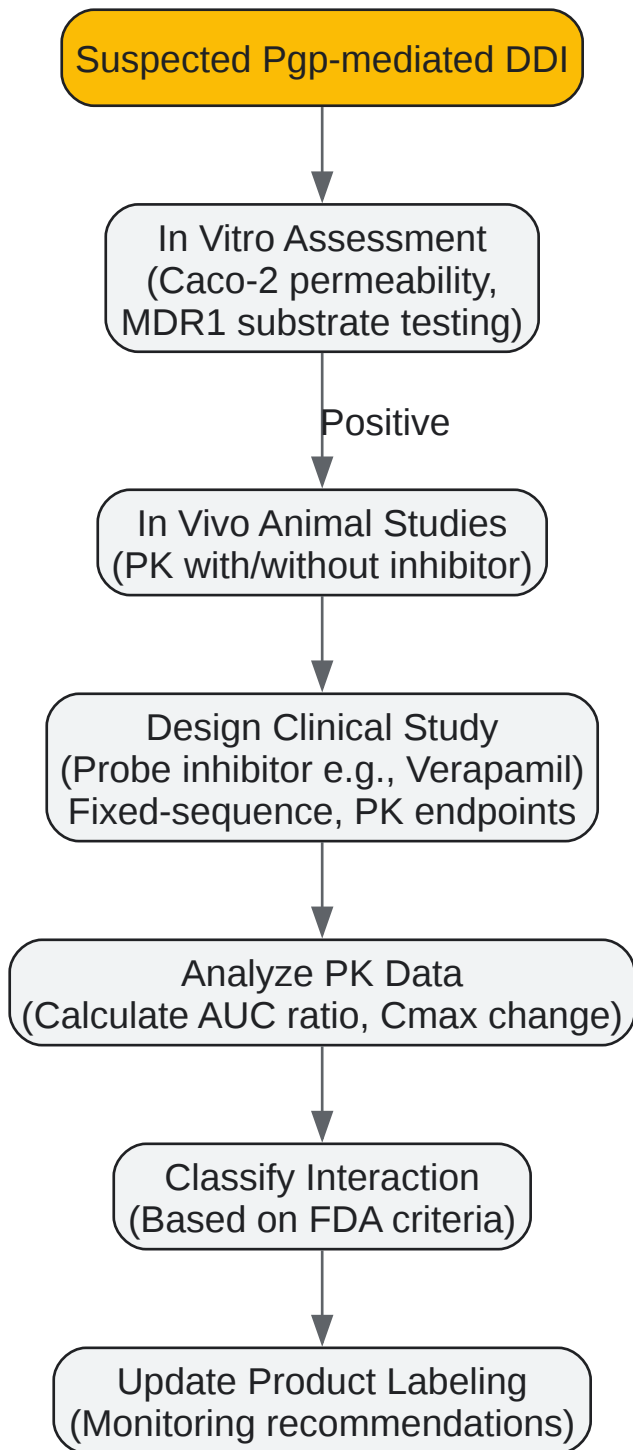 Suspected Pgp-mediated DDI
In Vitro Assessment
(Caco-2 permeability,
MDR1 substrate testing)
Positive
In Vivo Animal Studies
(PK with/without inhibitor)
Design Clinical Study
(Probe inhibitor e.g., Verapamil)
Fixed-sequence, PK endpoints
Analyze PK Data
(Calculate AUC ratio, Cmax change)
Classify Interaction
(Based on FDA criteria)
Update Product Labeling
(Monitoring recommendations)